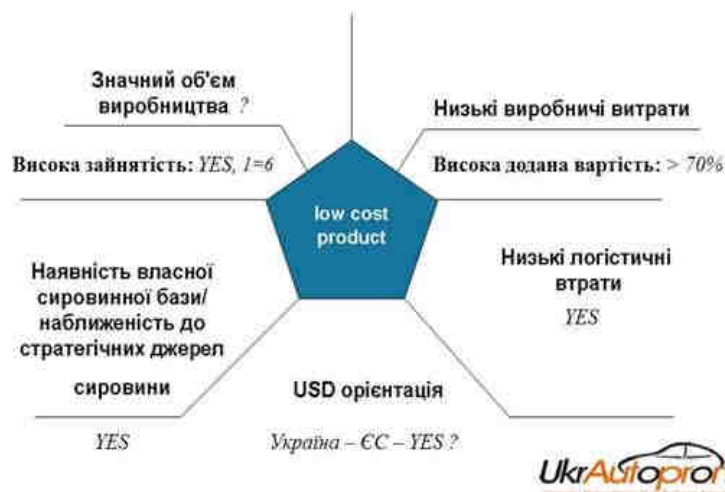 Значний об'єм
виробництва ?
Низькі виробничі витрати
Висока зайнятість: YES, 1=6
Висока додана вартість: > 70%
low cost
product
Наявність власної
сировинної бази/
наближеність до
стратегічних джерел
сировини
YES
Низькі логістичні
втрати
YES
USD орієнтація
Україна – ЄС – YES ?
UkrAutoprom